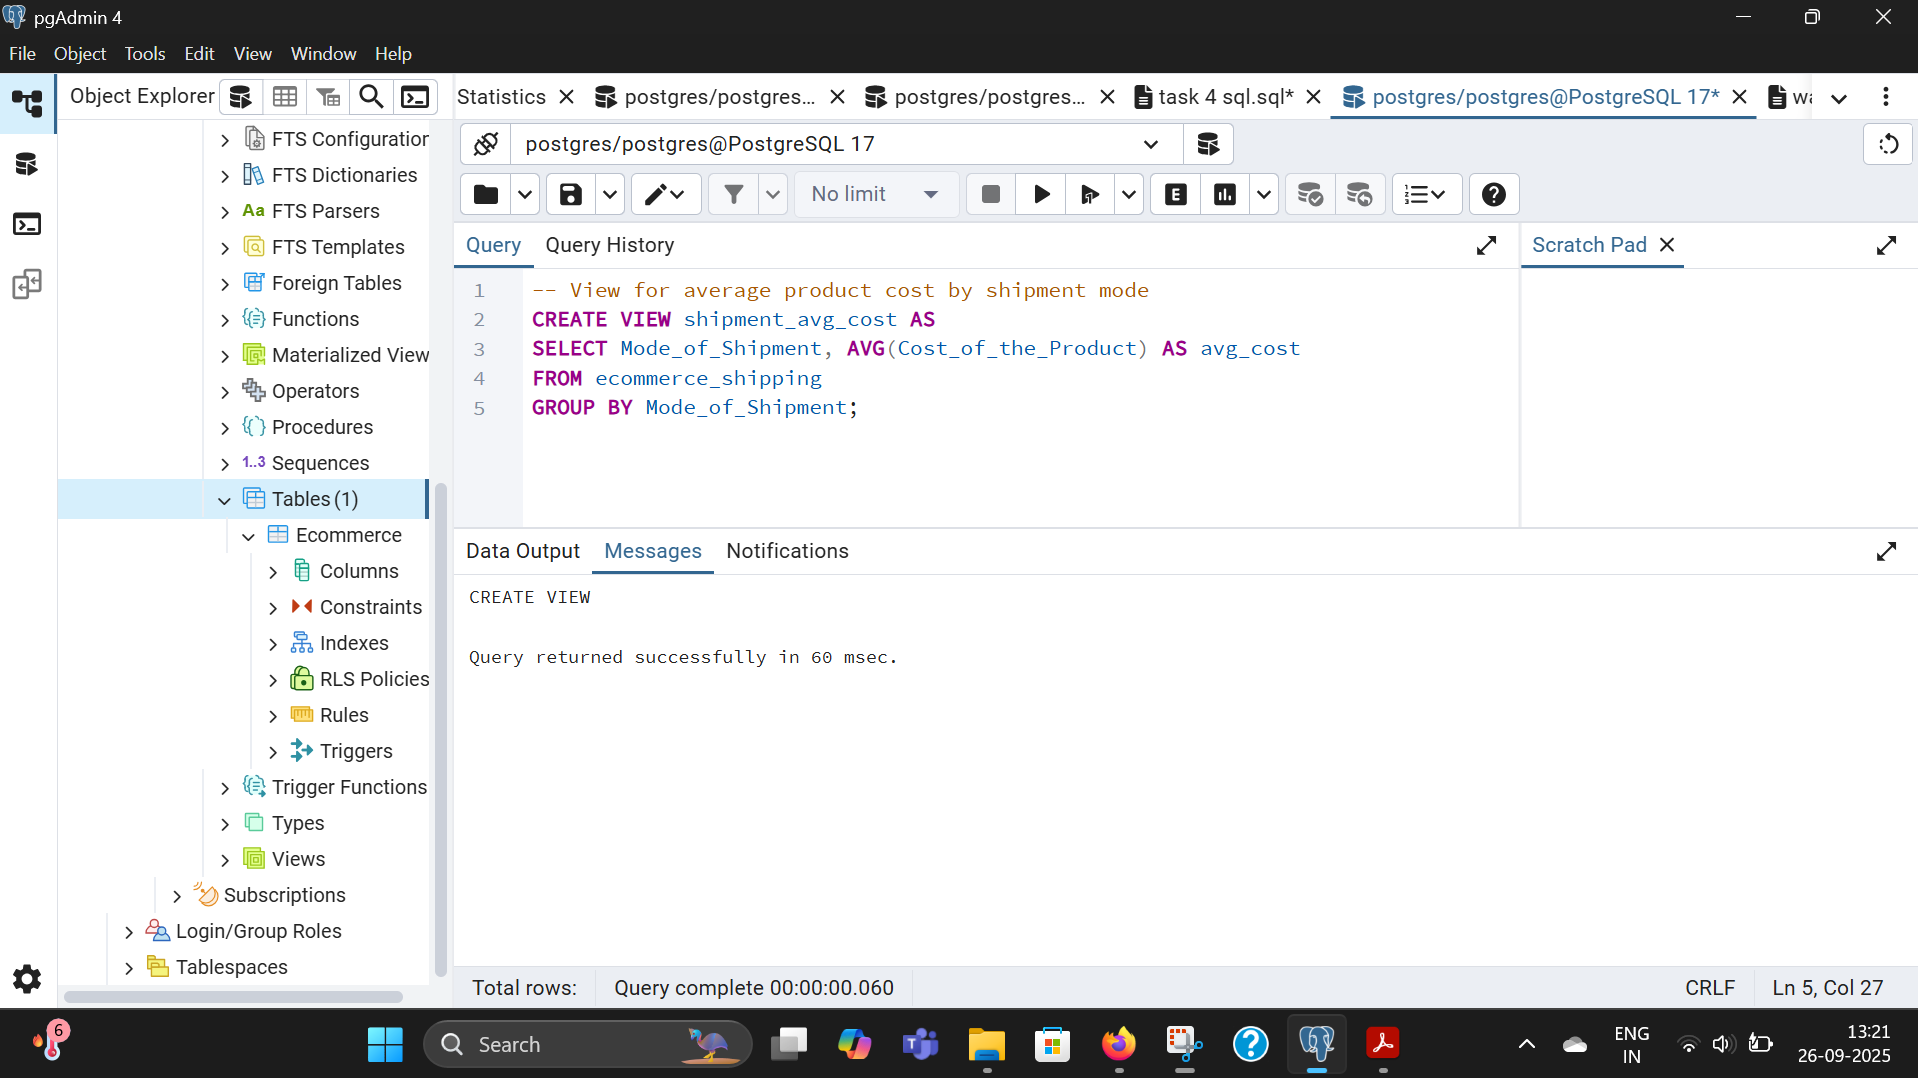 pgAdmin 4
File Object Tools Edit View Window Help
Object Explorer
Statistics
postgres/postgres...
postgres/postgres...
task 4 sql.sql*
postgres/postgres@PostgreSQL 17*
postgres/postgres@PostgreSQL 17
No limit
E
Query Query History
Scratch Pad
1 -- View for average product cost by shipment mode
2 CREATE VIEW shipment_avg_cost AS
3 SELECT Mode_of_Shipment, AVG(Cost_of_the_Product) AS avg_cost
4 FROM ecommerce_shipping
5 GROUP BY Mode_of_Shipment;
FTS Configuration
FTS Dictionaries
Aa FTS Parsers
FTS Templates
Foreign Tables
Functions
Materialized View
Operators
Procedures
1..3 Sequences
Tables (1)
Ecommerce
Columns
Constraints
Indexes
RLS Policies
Rules
Triggers
Trigger Functions
Types
Views
Subscriptions
Login/Group Roles
Tablespaces
Data Output Messages Notifications
CREATE VIEW
Query returned successfully in 60 msec.
Total rows: Query complete 00:00:00.060
CRLF Ln 5, Col 27
6
Search
ENG
IN
13:21
26-09-2025